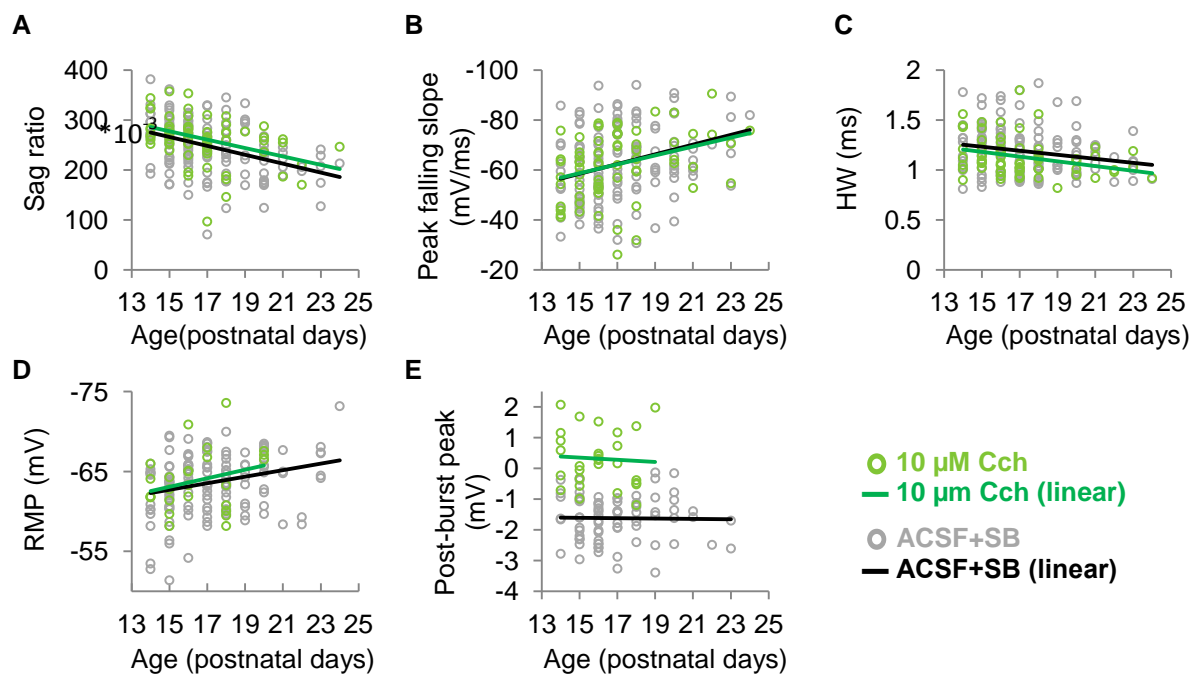 A
Sag ratio
*10⁻³
400
300
200
100
0
13 15 17 19 21 23 25
Age(postnatal days)
B
Peak falling slope
(mV/ms)
-100
-80
-60
-40
-20
13 15 17 19 21 23 25
Age (postnatal days)
C
HW (ms)
2
1.5
1
0.5
0
13 15 17 19 21 23 25
Age (postnatal days)
D
RMP (mV)
-75
-65
-55
13 15 17 19 21 23 25
Age (postnatal days)
E
Post-burst peak
(mV)
2
1
0
-1
-2
-3
-4
13 15 17 19 21 23 25
Age (postnatal days)
10 µM Cch
10 µm Cch (linear)
ACSF+SB
ACSF+SB (linear)